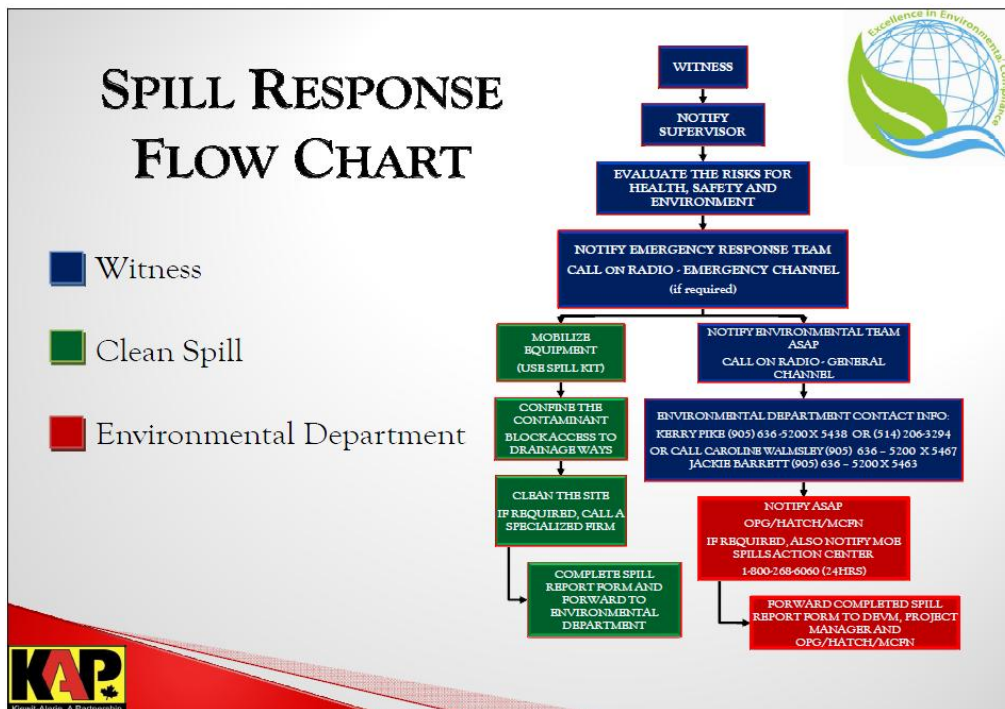 SPILL RESPONSE
FLOW CHART
Witness
Clean Spill
Environmental Department
Excellence in Environmental Compliance
WITNESS
NOTIFY
SUPERVISOR
EVALUATE THE RISKS FOR
HEALTH, SAFETY AND
ENVIRONMENT
NOTIFY EMERGENCY RESPONSE TEAM
CALL ON RADIO - EMERGENCY CHANNEL
(if required)
MOBILIZE
EQUIPMENT
(USE SPILL KIT)
CONFINE THE
CONTAMINANT
BLOCK ACCESS TO
DRAINAGE WAYS
CLEAN THE SITE
IF REQUIRED, CALL A
SPECIALIZED FIRM
COMPLETE SPILL
REPORT FORM AND
FORWARD TO
ENVIRONMENTAL
DEPARTMENT
NOTIFY ENVIRONMENTAL TEAM
ASAP
CALL ON RADIO - GENERAL
CHANNEL
ENVIRONMENTAL DEPARTMENT CONTACT INFO:
KERRY PIKE (905) 636 -5200 X 5438 OR (514) 206-3294
OR CALL CAROLINE WALMSLEY (905) 636 – 5200 X 5467
JACKIE BARRETT (905) 636 – 5200 X 5463
NOTIFY ASAP
OPG/HATCH/MCFN
IF REQUIRED, ALSO NOTIFY MOE
SPILLS ACTION CENTER
1-800-268-6060 (24HRS)
FORWARD COMPLETED SPILL
REPORT FORM TO DEVM, PROJECT
MANAGER AND
OPG/HATCH/MCFN
KAP
A Partnership